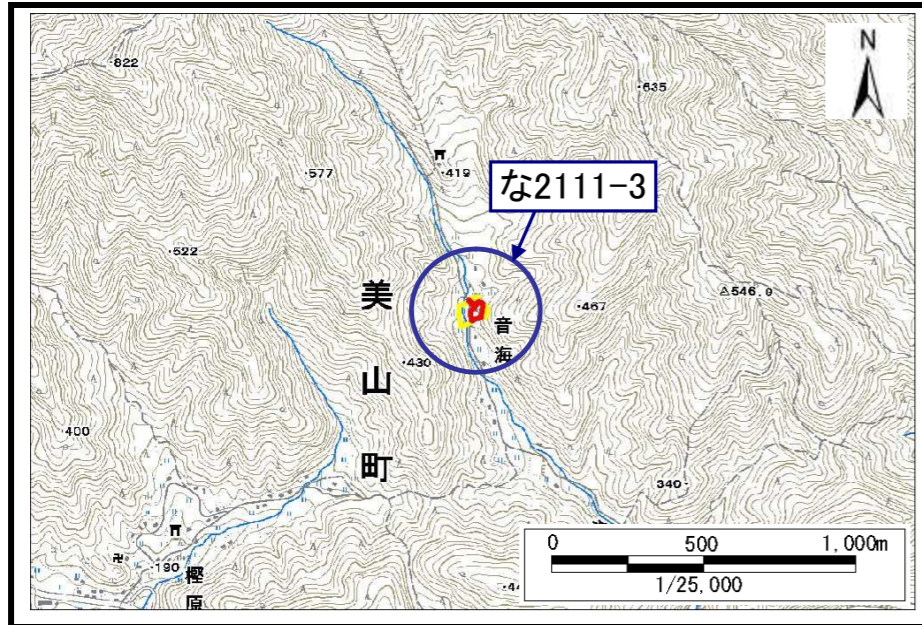 N
・822
・635
・577
・419
な2111-3
・522
美山町
△546.9
・467
音海
・430
・400
340・
・190
樫原
0 500 1,000m
1/25,000